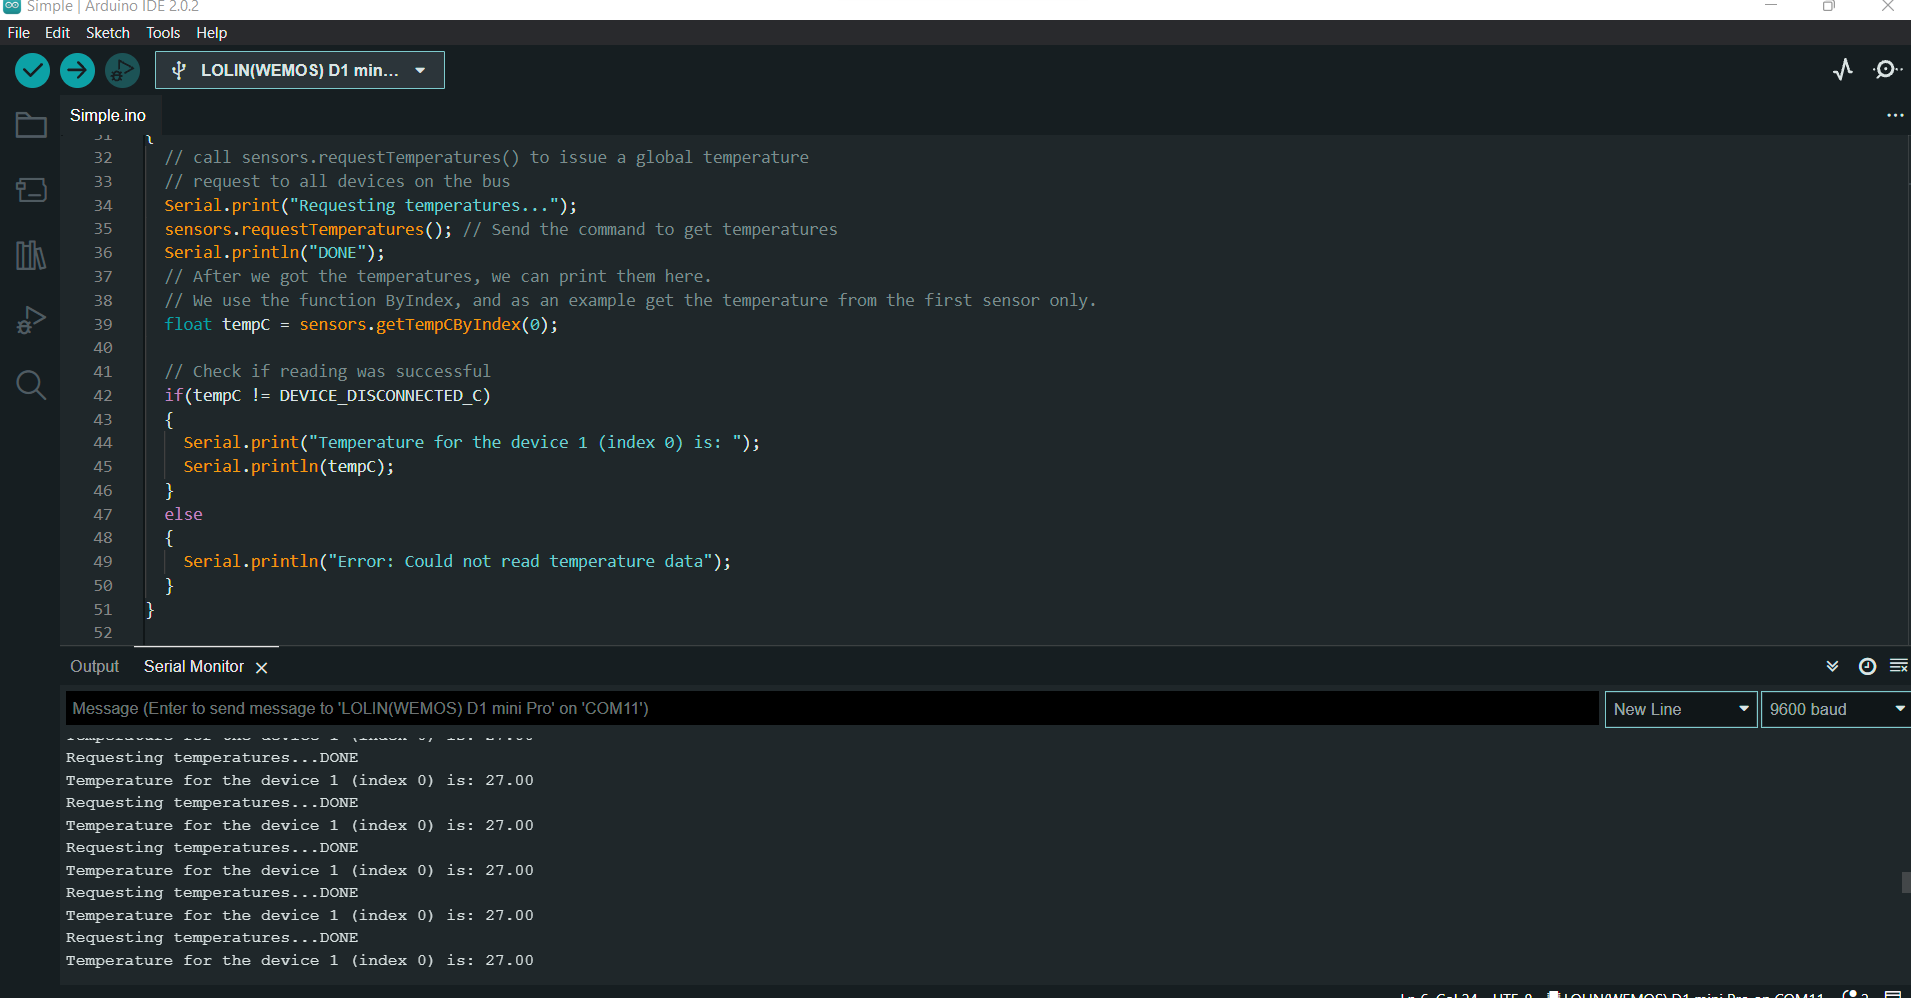 Simple | Arduino IDE 2.0.2
File Edit Sketch Tools Help
LOLIN(WEMOS) D1 min...
Simple.ino
31 {
32 // call sensors.requestTemperatures() to issue a global temperature
33 // request to all devices on the bus
34 Serial.print("Requesting temperatures...");
35 sensors.requestTemperatures(); // Send the command to get temperatures
36 Serial.println("DONE");
37 // After we got the temperatures, we can print them here.
38 // We use the function ByIndex, and as an example get the temperature from the first sensor only.
39 float tempC = sensors.getTempCByIndex(0);
40
41 // Check if reading was successful
42 if(tempC != DEVICE_DISCONNECTED_C)
43 {
44 Serial.print("Temperature for the device 1 (index 0) is: ");
45 Serial.println(tempC);
46 }
47 else
48 {
49 Serial.println("Error: Could not read temperature data");
50 }
51 }
52
Output Serial Monitor
Message (Enter to send message to 'LOLIN(WEMOS) D1 mini Pro' on 'COM11')
New Line
9600 baud
Requesting temperatures...DONE
Temperature for the device 1 (index 0) is: 27.00
Requesting temperatures...DONE
Temperature for the device 1 (index 0) is: 27.00
Requesting temperatures...DONE
Temperature for the device 1 (index 0) is: 27.00
Requesting temperatures...DONE
Temperature for the device 1 (index 0) is: 27.00
Requesting temperatures...DONE
Temperature for the device 1 (index 0) is: 27.00